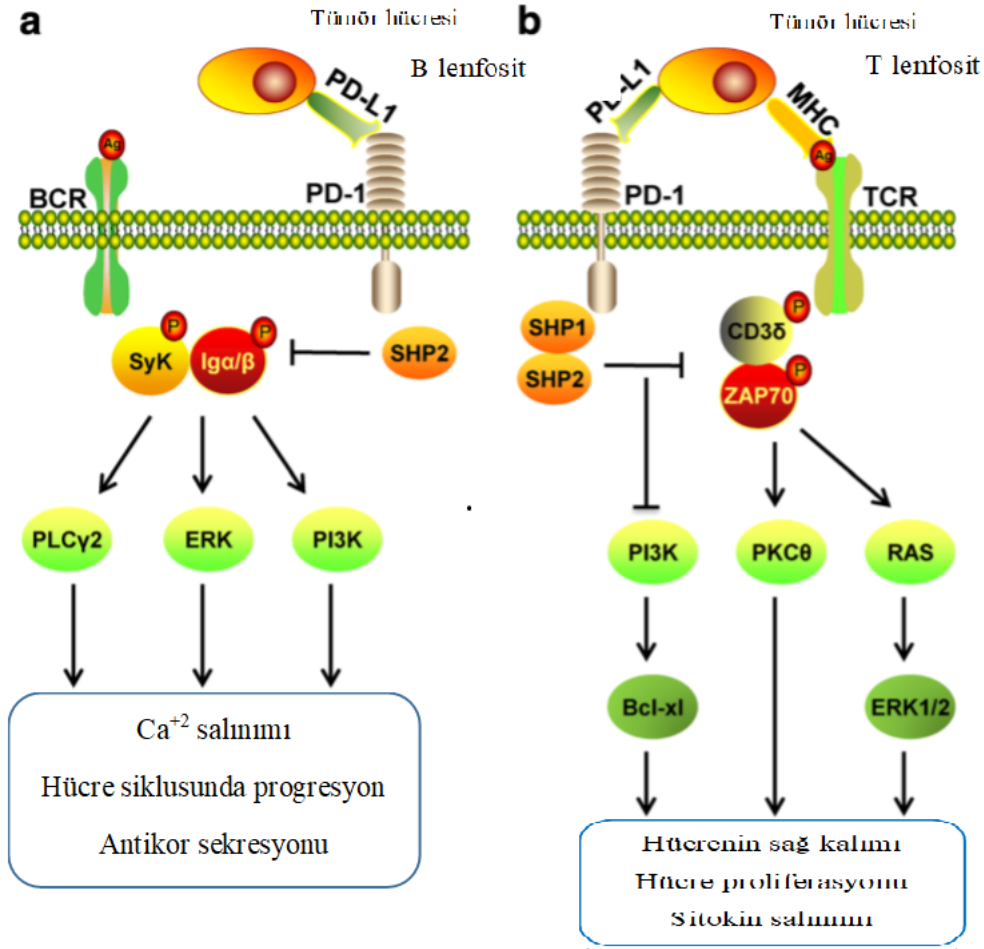 a
Tümör hücresi
B lenfosit
PD-L1
Ag
BCR
PD-1
P
P
SyK
Igα/β
SHP2
PLCγ2
ERK
PI3K
Ca+2 salınımı
Hücre siklusunda progresyon
Antikor sekresyonu
b
Tümör hücresi
T lenfosit
PD-L1
MHC
Ag
PD-1
TCR
SHP1
SHP2
CD3δ
P
ZAP70
P
PI3K
PKCθ
RAS
Bcl-xl
ERK1/2
Hücrenin sağ kalımı
Hücre proliferasyonu
Sitokin salınımı